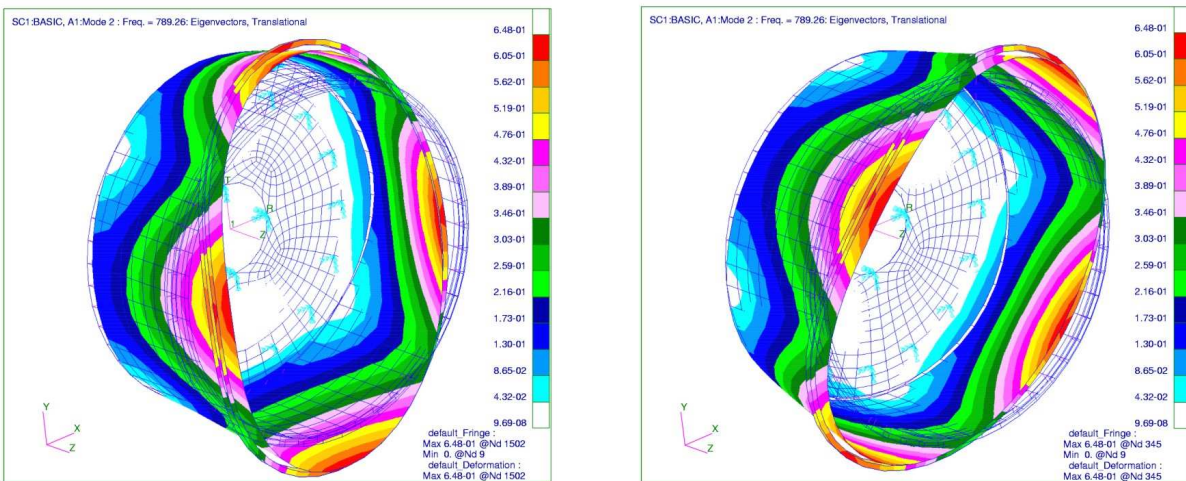 SC1:BASIC, A1:Mode 2 : Freq. = 789.26: Eigenvectors, Translational
6.48-01
6.05-01
5.62-01
5.19-01
4.76-01
4.32-01
3.89-01
3.46-01
3.03-01
2.59-01
2.16-01
1.73-01
1.30-01
8.65-02
4.32-02
9.69-08
T
R
1
Z
Y
X
Z
default_Fringe :
Max 6.48-01 @Nd 1502
Min 0. @Nd 9
default_Deformation :
Max 6.48-01 @Nd 1502
SC1:BASIC, A1:Mode 2 : Freq. = 789.26: Eigenvectors, Translational
6.48-01
6.05-01
5.62-01
5.19-01
4.76-01
4.32-01
3.89-01
3.46-01
3.03-01
2.59-01
2.16-01
1.73-01
1.30-01
8.65-02
4.32-02
9.69-08
R
Z
Y
X
Z
default_Fringe :
Max 6.48-01 @Nd 345
Min 0. @Nd 9
default_Deformation :
Max 6.48-01 @Nd 345